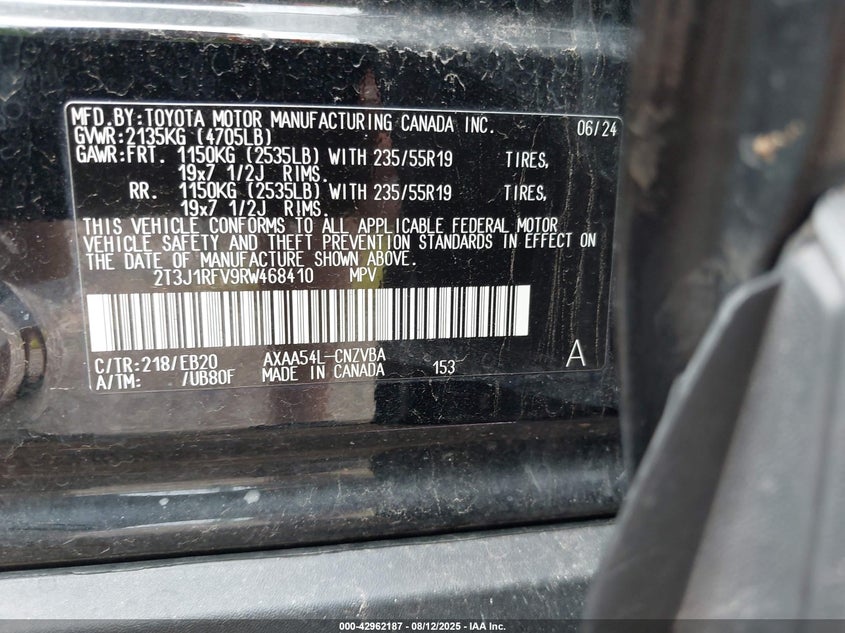 MFD.BY:TOYOTA MOTOR MANUFACTURING CANADA INC. 06/24
GVWR:2135KG (4705LB)
GAWR:FRT. 1150KG (2535LB) WITH 235/55R19 TIRES,
19x7 1/2J RIMS.
RR. 1150KG (2535LB) WITH 235/55R19 TIRES,
19x7 1/2J RIMS.
THIS VEHICLE CONFORMS TO ALL APPLICABLE FEDERAL MOTOR
VEHICLE SAFETY AND THEFT PREVENTION STANDARDS IN EFFECT ON
THE DATE OF MANUFACTURE SHOWN ABOVE.
2T3J1RFV9RW468410 MPV
C/TR:218/EB20 AXAA54L-CNZVBA
A/TM: /UB80F MADE IN CANADA 153 A
000-42962187 - 08/12/2025 - IAA Inc.